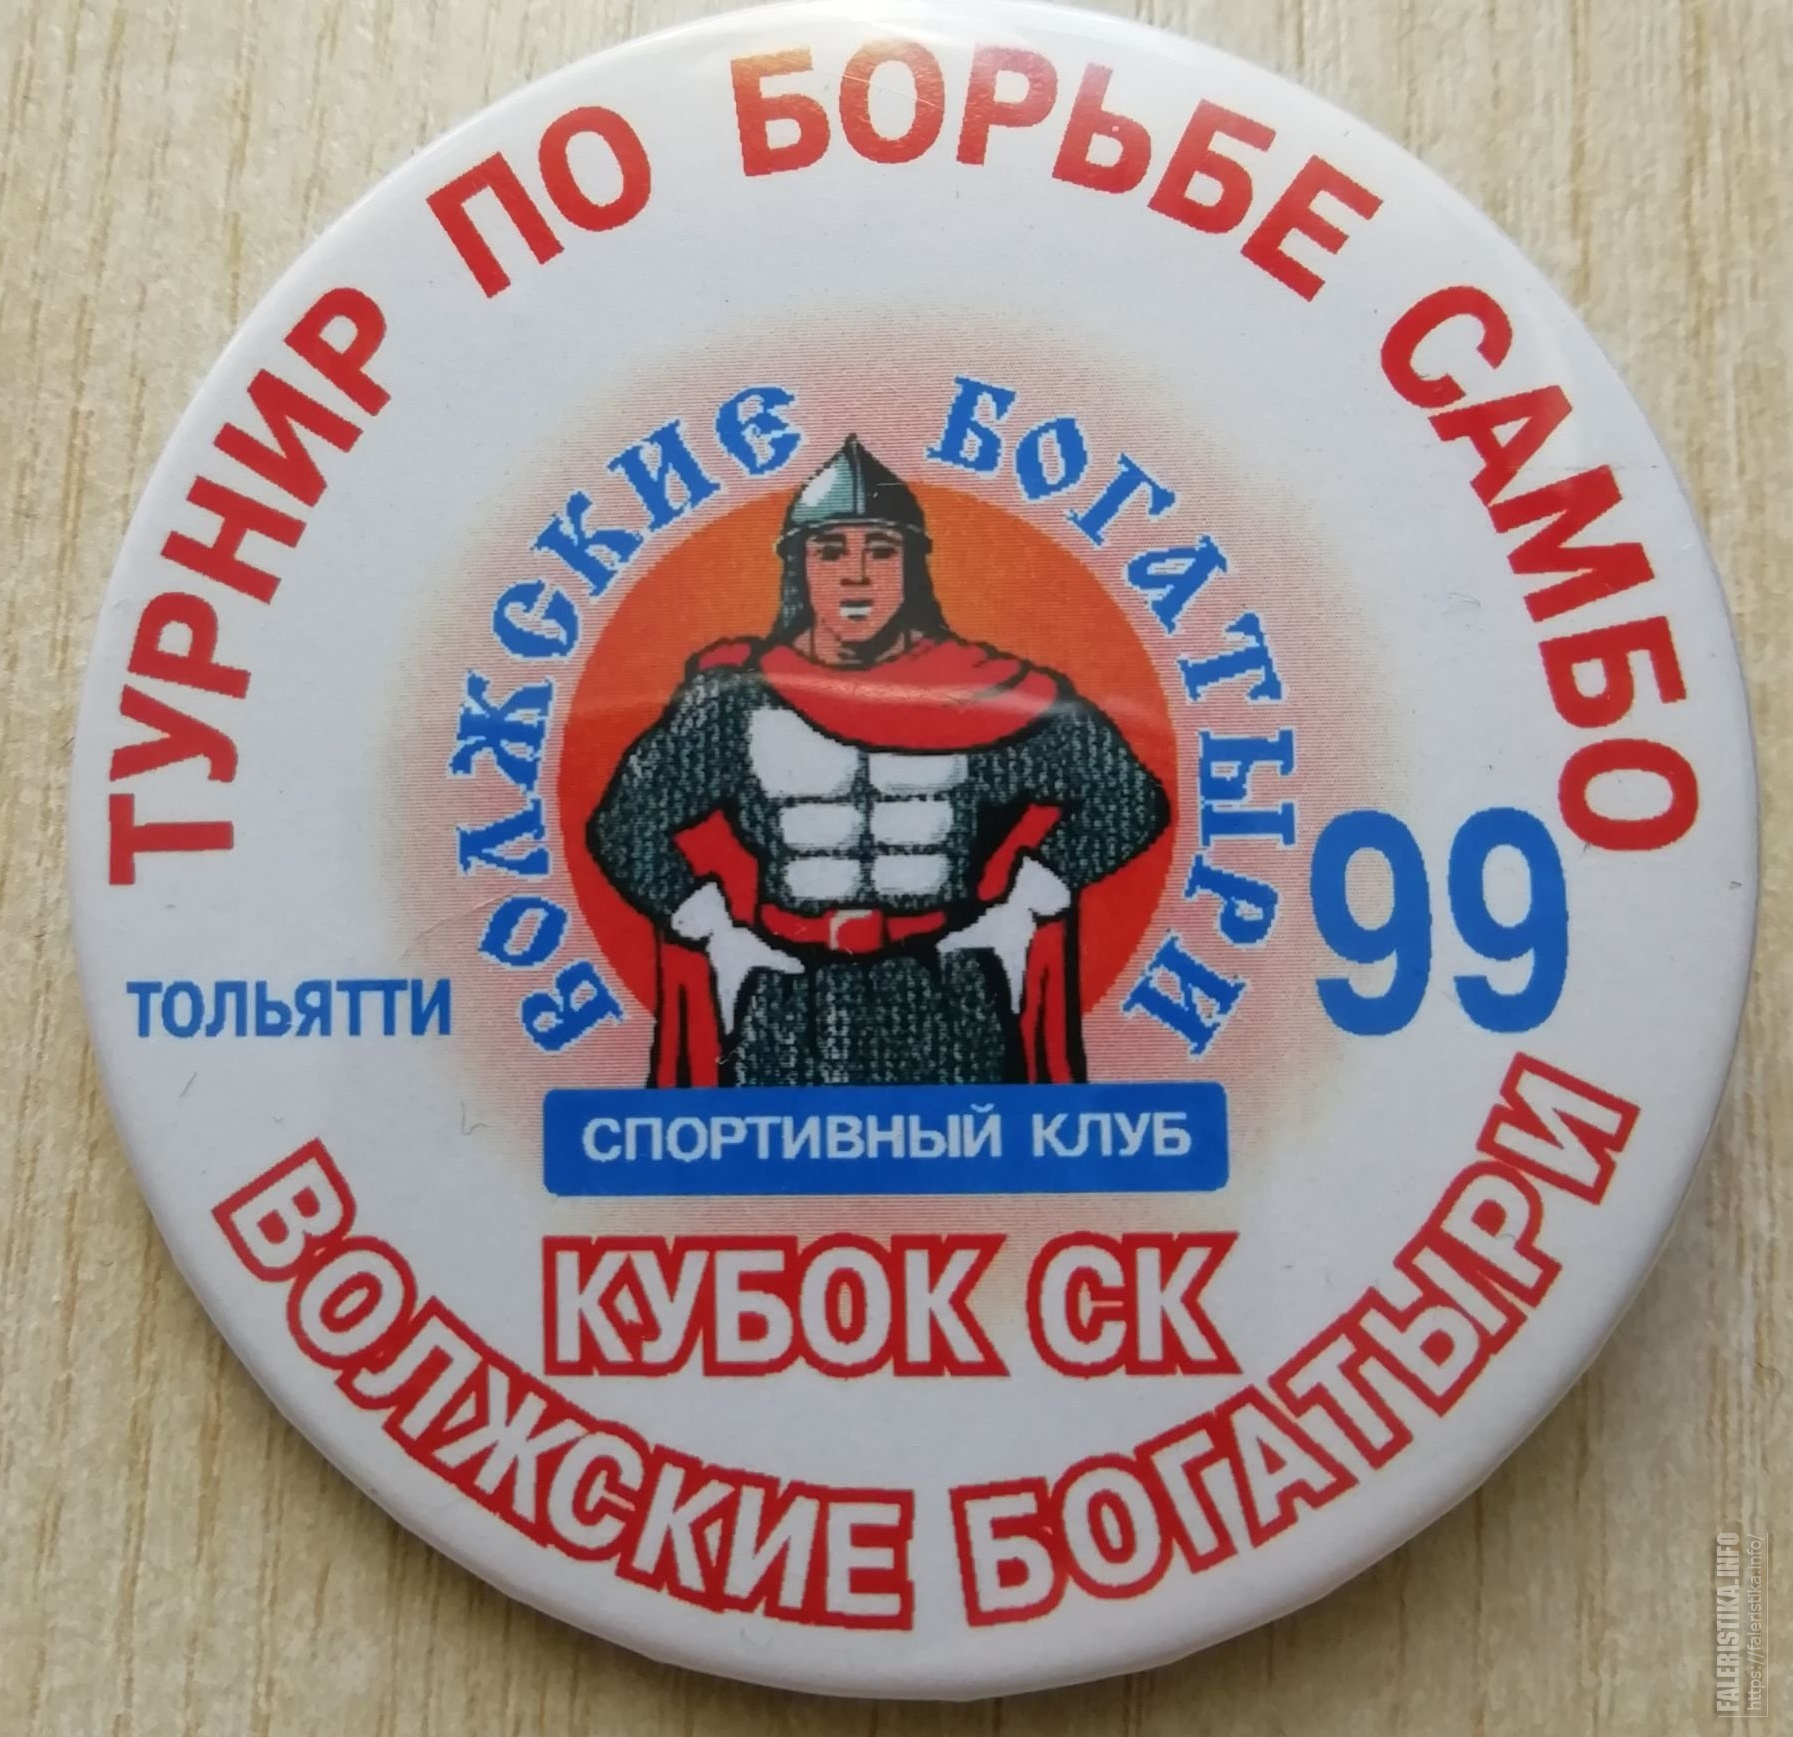 ТУРНИР ПО БОРЬБЕ САМБО
ВОЛЖСКИЕ БОГАТЫРИ
99
ТОЛЬЯТТИ
СПОРТИВНЫЙ КЛУБ
КУБОК СК
ВОЛЖСКИЕ БОГАТЫРИ
FALERISTIKA.INFO
https://faleristika.info/